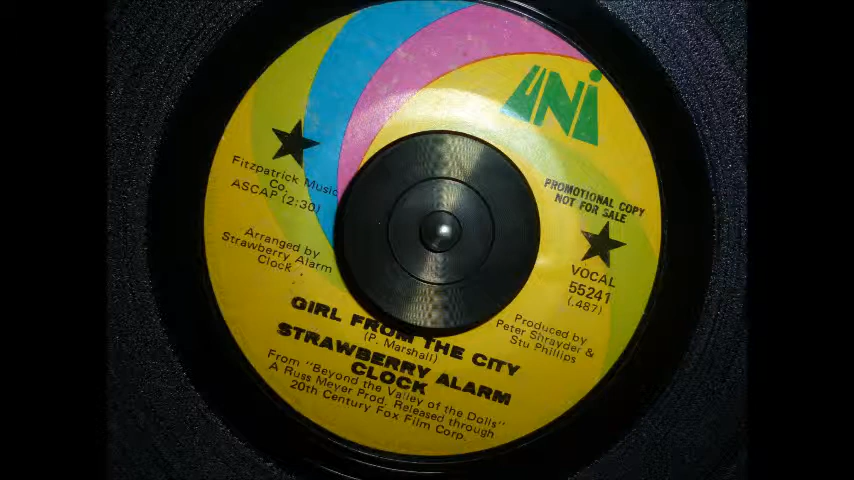 UNI
PROMOTIONAL COPY
NOT FOR SALE
Fitzpatrick Music
Co.
ASCAP (2:30)
VOCAL
55241
(.487)
Arranged by
Strawberry Alarm
Clock
Produced by
Peter Shrayder &
Stu Phillips
GIRL FROM THE CITY
(P. Marshall)
STRAWBERRY ALARM
CLOCK
From "Beyond the Valley of the Dolls"
A Russ Meyer Prod. Released through
20th Century Fox Film Corp.